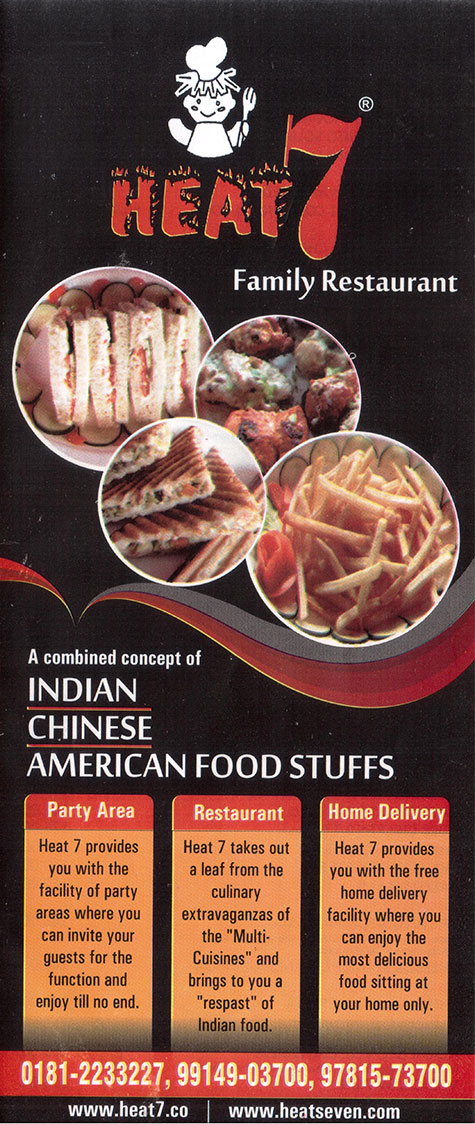 ®
HEAT 7
Family Restaurant
A combined concept of
INDIAN
CHINESE
AMERICAN FOOD STUFFS
Party Area
Heat 7 provides
you with the
facility of party
areas where you
can invite your
guests for the
function and
enjoy till no end.
Restaurant
Heat 7 takes out
a leaf from the
culinary
extravaganzas of
the "Multi-
Cuisines" and
brings to you a
"respast" of
Indian food.
Home Delivery
Heat 7 provides
you with the free
home delivery
facility where you
can enjoy the
most delicious
food sitting at
your home only.
0181-2233227, 99149-03700, 97815-73700
www.heat7.co | www.heatseven.com